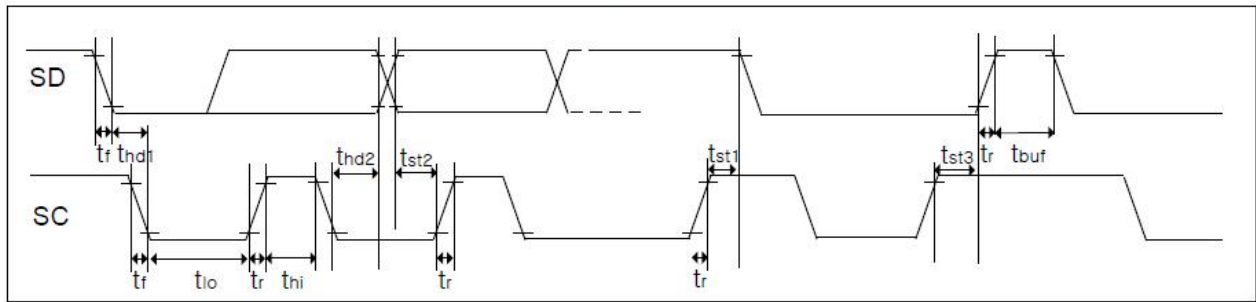 SD
tf thd1 thd2 tst2 tst1 tst3 tr tbuf
SC
tf tlo tr thi tr tr